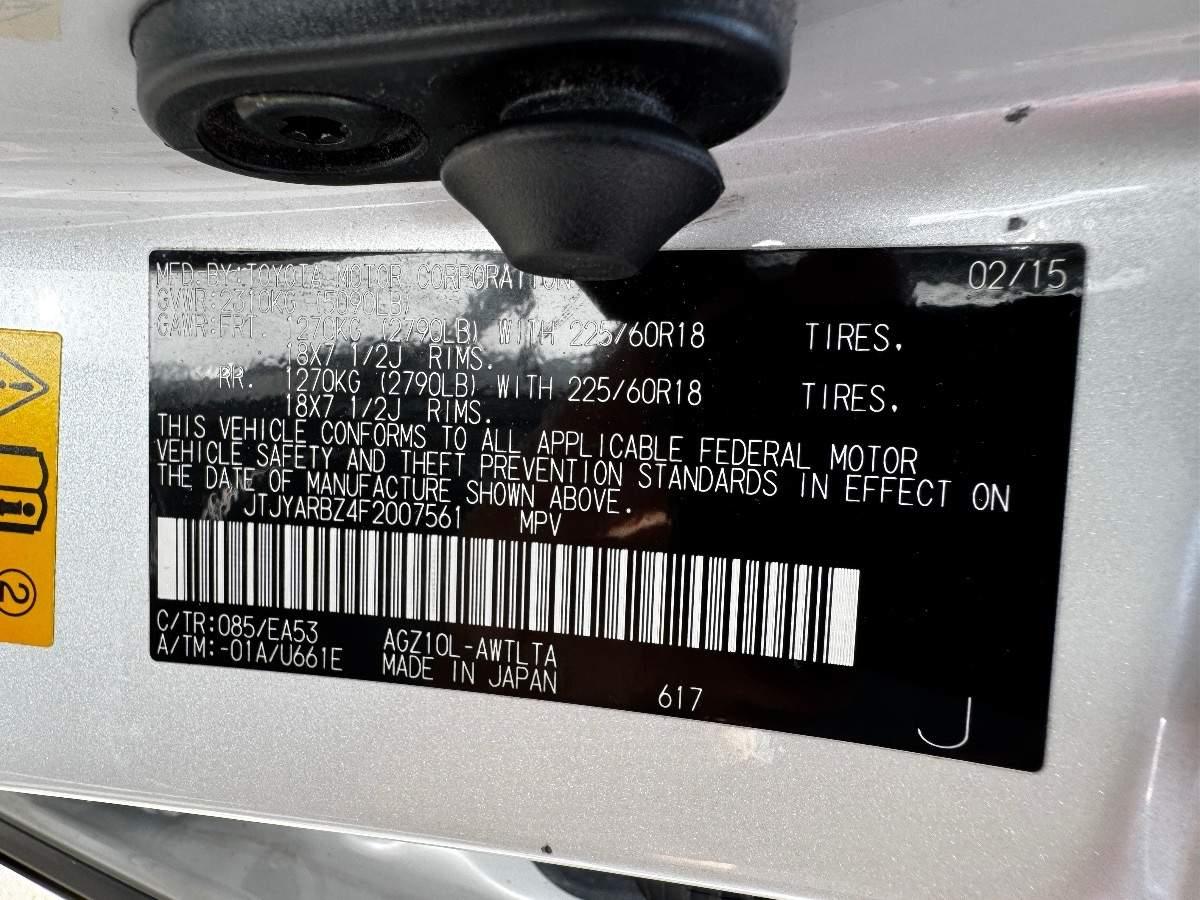 MFD.BY:TOYOTA MOTOR CORPORATION 02/15
GVWR:2310KG (5090LB)
GAWR:FRT. 1270KG (2790LB) WITH 225/60R18 TIRES.
18X7 1/2J RIMS.
RR. 1270KG (2790LB) WITH 225/60R18 TIRES.
18X7 1/2J RIMS.
THIS VEHICLE CONFORMS TO ALL APPLICABLE FEDERAL MOTOR
VEHICLE SAFETY AND THEFT PREVENTION STANDARDS IN EFFECT ON
THE DATE OF MANUFACTURE SHOWN ABOVE.
JTJYARBZ4F2007561 MPV
C/TR:085/EA53 AGZ10L-AWTLTA
A/TM:-01A/U661E MADE IN JAPAN
617
J
2